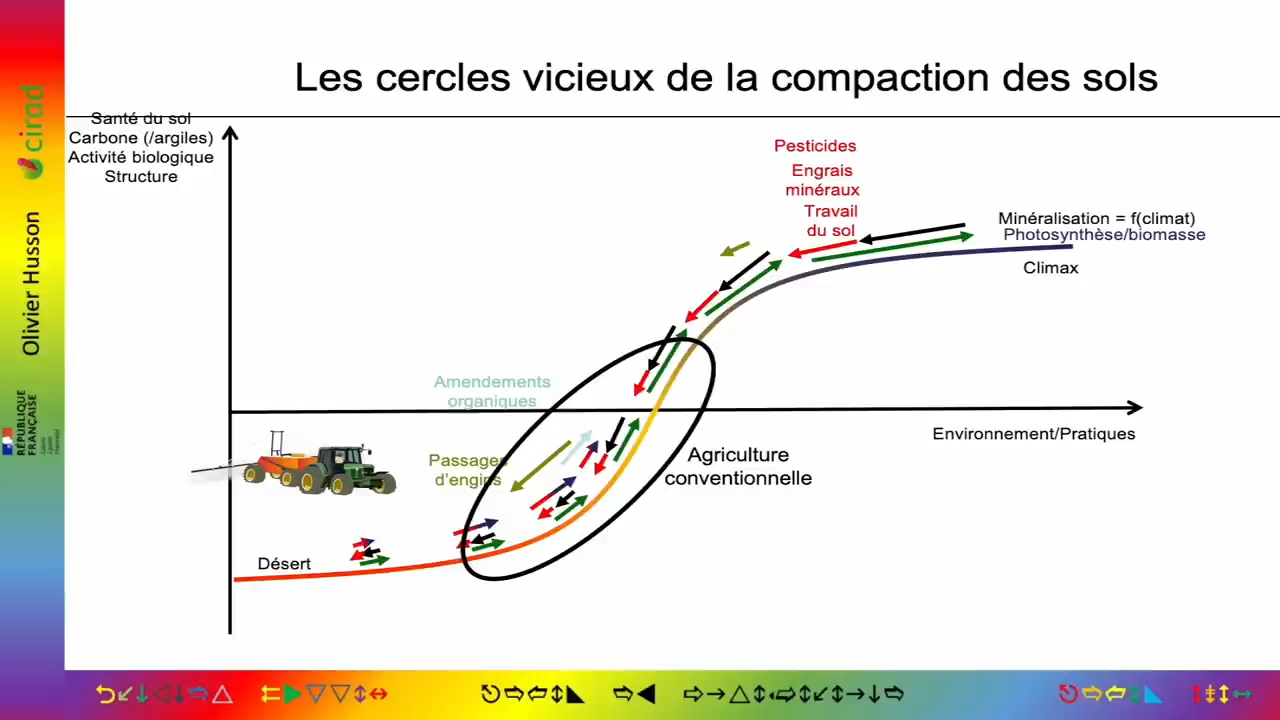 Les cercles vicieux de la compaction des sols
Santé du sol
Carbone (/argiles)
Activité biologique
Structure
Pesticides
Engrais
minéraux
Travail
du sol
Minéralisation = f(climat)
Photosynthèse/biomasse
Climax
Amendements
organiques
Environnement/Pratiques
Passages
d'engins
Agriculture
conventionnelle
Désert
cirad
Olivier Husson
RÉPUBLIQUE
FRANÇAISE